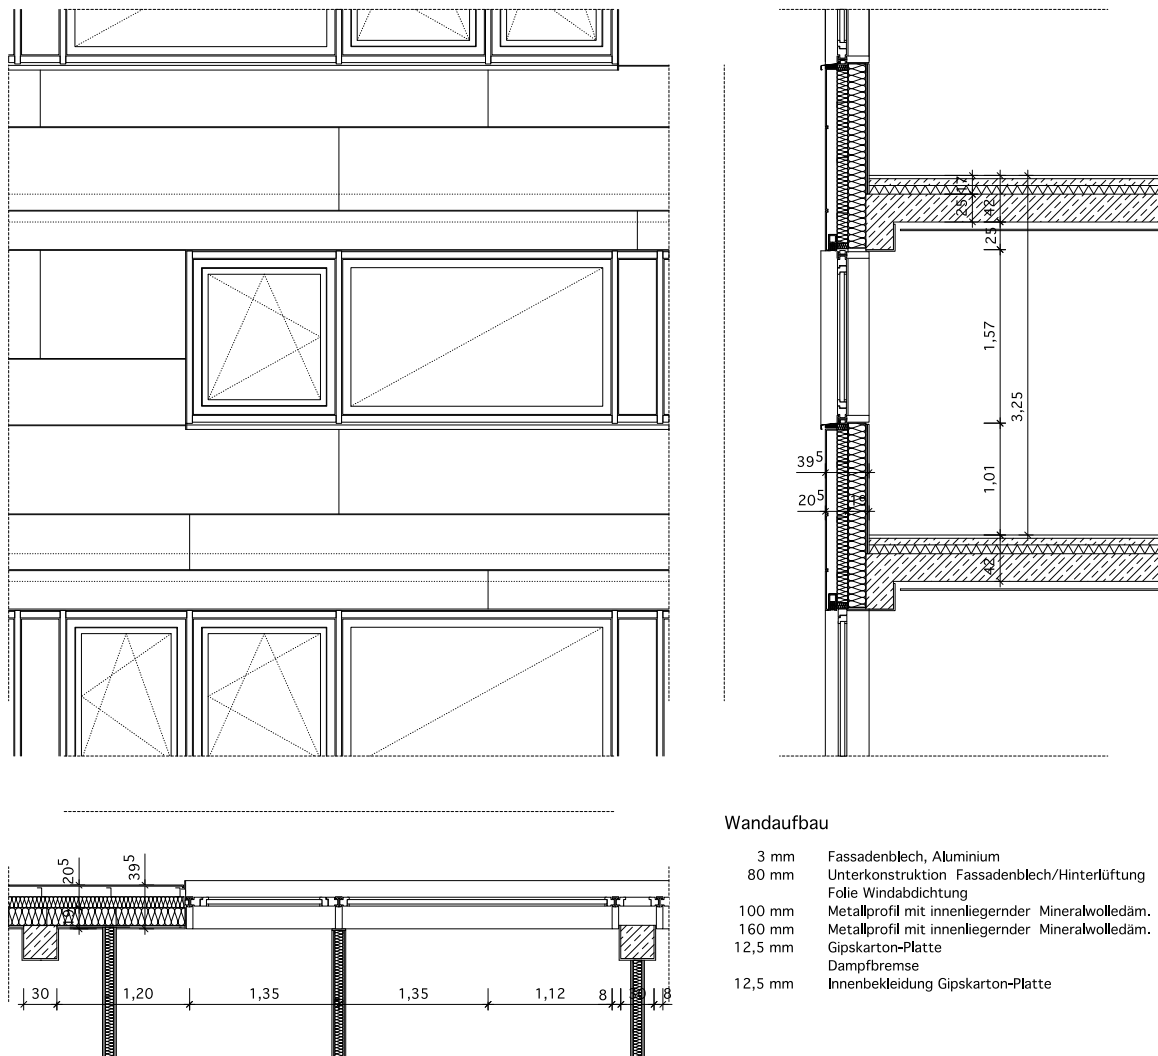 17
25
42
25
1,57
3,25
39⁵
1,01
20⁵
19
42
20⁵
39⁵
19
30
1,20
1,35
1,35
1,12
8
30
8
Wandaufbau
3 mm Fassadenblech, Aluminium
80 mm Unterkonstruktion Fassadenblech/Hinterlüftung
Folie Windabdichtung
100 mm Metallprofil mit innenliegernder Mineralwolledäm.
160 mm Metallprofil mit innenliegernder Mineralwolledäm.
12,5 mm Gipskarton-Platte
Dampfbremse
12,5 mm Innenbekleidung Gipskarton-Platte